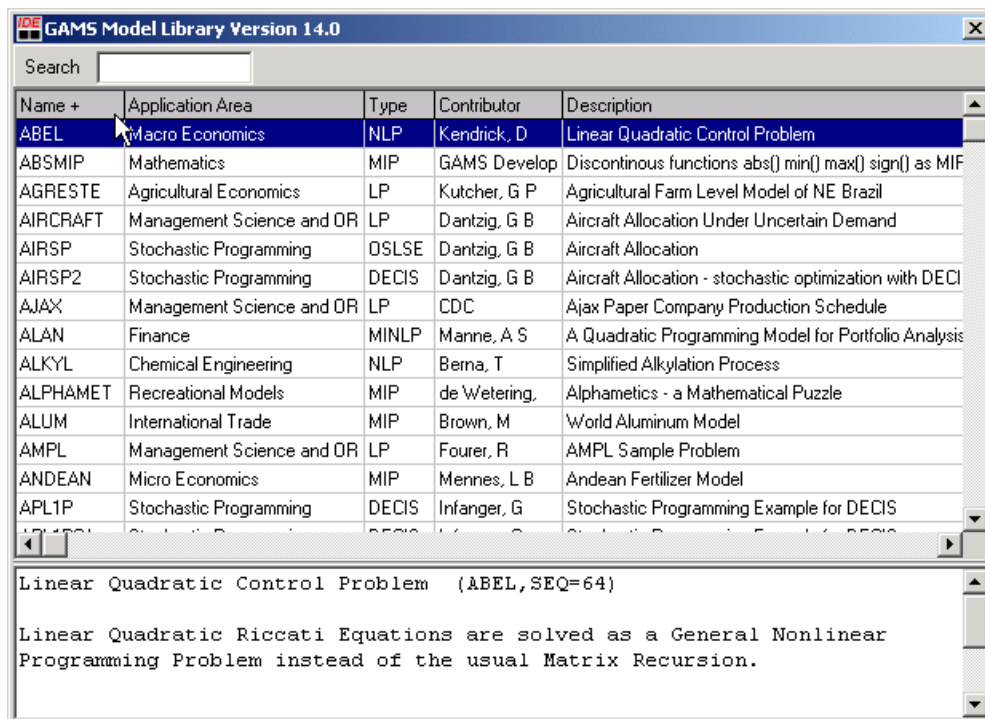 IDE GAMS Model Library Version 14.0
Search
Name + Application Area Type Contributor Description
ABEL Macro Economics NLP Kendrick, D Linear Quadratic Control Problem
ABSMIP Mathematics MIP GAMS Develop Discontinous functions abs() min() max() sign() as MIP
AGRESTE Agricultural Economics LP Kutcher, G P Agricultural Farm Level Model of NE Brazil
AIRCRAFT Management Science and OR LP Dantzig, G B Aircraft Allocation Under Uncertain Demand
AIRSP Stochastic Programming OSLSE Dantzig, G B Aircraft Allocation
AIRSP2 Stochastic Programming DECIS Dantzig, G B Aircraft Allocation - stochastic optimization with DECI
AJAX Management Science and OR LP CDC Ajax Paper Company Production Schedule
ALAN Finance MINLP Manne, A S A Quadratic Programming Model for Portfolio Analysis
ALKYL Chemical Engineering NLP Berna, T Simplified Alkylation Process
ALPHAMET Recreational Models MIP de Wetering, Alphametics - a Mathematical Puzzle
ALUM International Trade MIP Brown, M World Aluminum Model
AMPL Management Science and OR LP Fourer, R AMPL Sample Problem
ANDEAN Micro Economics MIP Mennes, L B Andean Fertilizer Model
APL1P Stochastic Programming DECIS Infanger, G Stochastic Programming Example for DECIS
Linear Quadratic Control Problem (ABEL,SEQ=64)
Linear Quadratic Riccati Equations are solved as a General Nonlinear
Programming Problem instead of the usual Matrix Recursion.